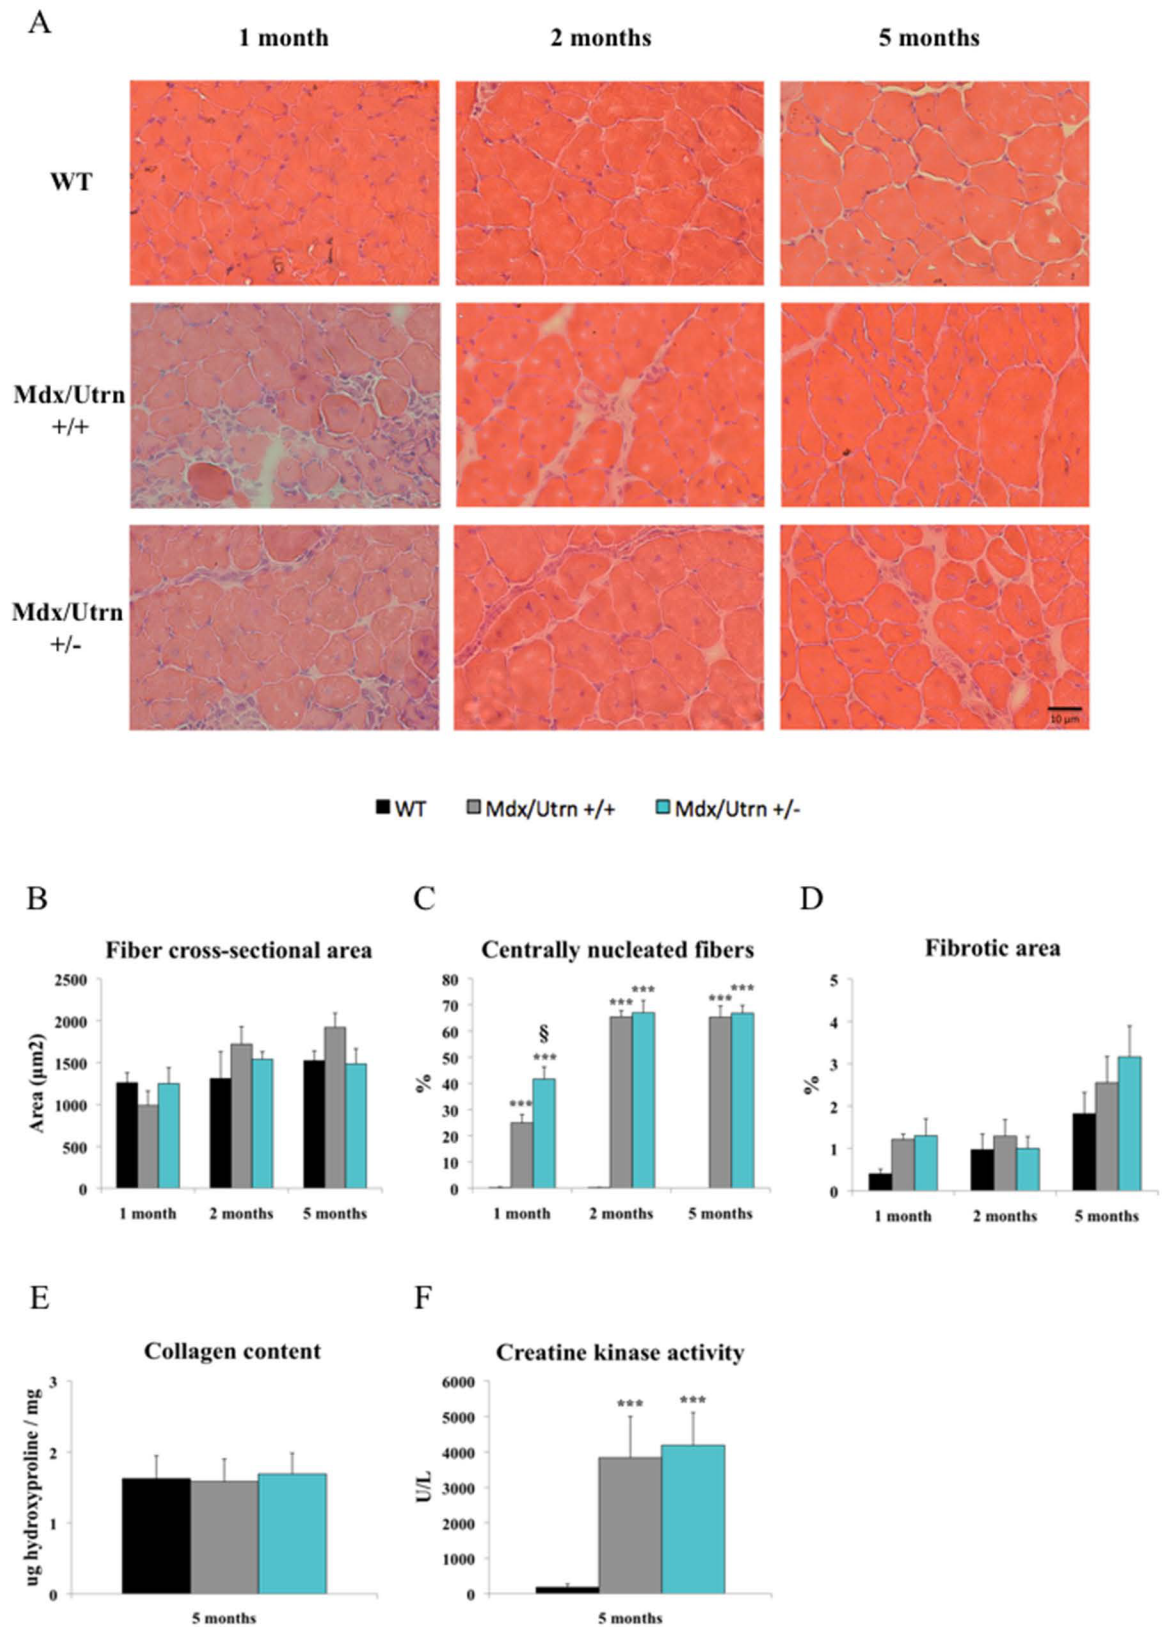 A
1 month 2 months 5 months
WT
Mdx/Utrn
+/+
Mdx/Utrn
+/-
10 µm
WT Mdx/Utrn +/+ Mdx/Utrn +/-
B
Fiber cross-sectional area
Area (µm2)
2500
2000
1500
1000
500
0
1 month 2 months 5 months
C
Centrally nucleated fibers
%
80
70
60
50
40
30
20
10
0
***
§
***
*** ***
*** ***
1 month 2 months 5 months
D
Fibrotic area
%
5
4
3
2
1
0
1 month 2 months 5 months
E
Collagen content
ug hydroxyproline / mg
3
2
1
0
5 months
F
Creatine kinase activity
U/L
6000
5000
4000
3000
2000
1000
0
*** ***
5 months